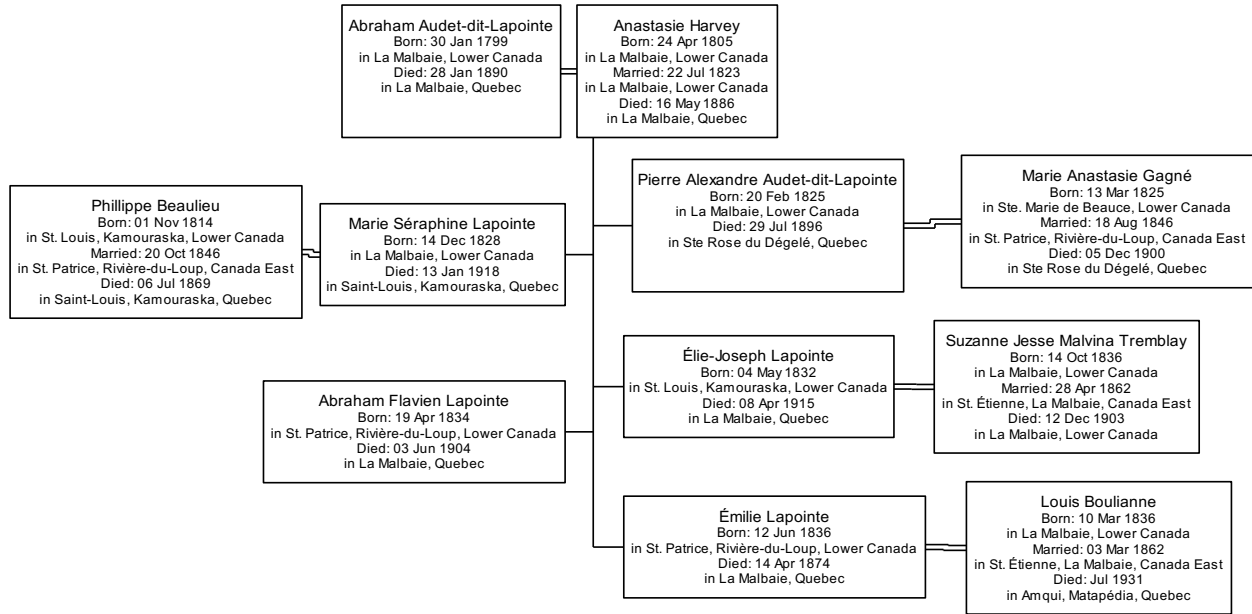 Abraham Audet-dit-Lapointe
Born: 30 Jan 1799
in La Malbaie, Lower Canada
Died: 28 Jan 1890
in La Malbaie, Quebec
Anastasie Harvey
Born: 24 Apr 1805
in La Malbaie, Lower Canada
Married: 22 Jul 1823
in La Malbaie, Lower Canada
Died: 16 May 1886
in La Malbaie, Quebec
Pierre Alexandre Audet-dit-Lapointe
Born: 20 Feb 1825
in La Malbaie, Lower Canada
Died: 29 Jul 1896
in Ste Rose du Dégelé, Quebec
Marie Anastasie Gagné
Born: 13 Mar 1825
in Ste. Marie de Beauce, Lower Canada
Married: 18 Aug 1846
in St. Patrice, Rivière-du-Loup, Canada East
Died: 05 Dec 1900
in Ste Rose du Dégelé, Quebec
Phillippe Beaulieu
Born: 01 Nov 1814
in St. Louis, Kamouraska, Lower Canada
Married: 20 Oct 1846
in St. Patrice, Rivière-du-Loup, Canada East
Died: 06 Jul 1869
in Saint-Louis, Kamouraska, Quebec
Marie Séraphine Lapointe
Born: 14 Dec 1828
in La Malbaie, Lower Canada
Died: 13 Jan 1918
in Saint-Louis, Kamouraska, Quebec
Élie-Joseph Lapointe
Born: 04 May 1832
in St. Louis, Kamouraska, Lower Canada
Died: 08 Apr 1915
in La Malbaie, Quebec
Suzanne Jesse Malvina Tremblay
Born: 14 Oct 1836
in La Malbaie, Lower Canada
Married: 28 Apr 1862
in St. Étienne, La Malbaie, Canada East
Died: 12 Dec 1903
in La Malbaie, Lower Canada
Abraham Flavien Lapointe
Born: 19 Apr 1834
in St. Patrice, Rivière-du-Loup, Lower Canada
Died: 03 Jun 1904
in La Malbaie, Quebec
Émilie Lapointe
Born: 12 Jun 1836
in St. Patrice, Rivière-du-Loup, Lower Canada
Died: 14 Apr 1874
in La Malbaie, Quebec
Louis Boulianne
Born: 10 Mar 1836
in La Malbaie, Lower Canada
Married: 03 Mar 1862
in St. Étienne, La Malbaie, Canada East
Died: Jul 1931
in Amqui, Matapédia, Quebec